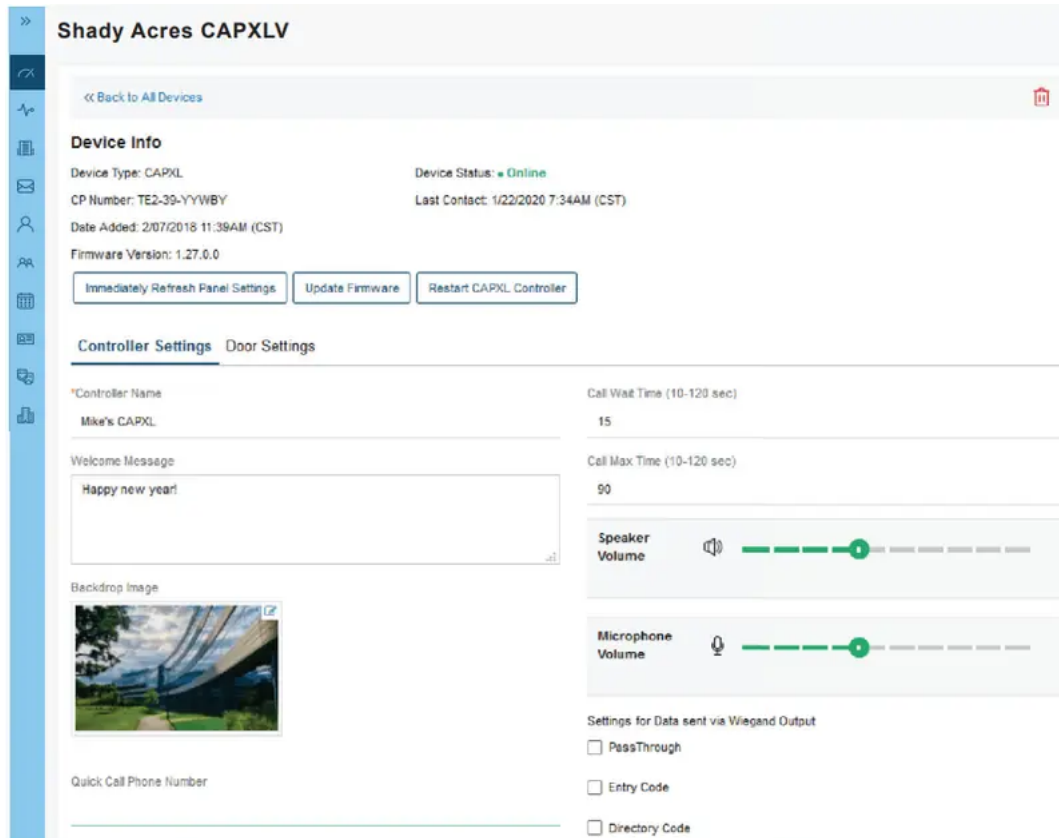 Shady Acres CAPXLV
« Back to All Devices
Device Info
Device Type: CAPXL
Device Status: • Online
CP Number: TE2-39-YYWBY
Last Contact: 1/22/2020 7:34AM (CST)
Date Added: 2/07/2018 11:39AM (CST)
Firmware Version: 1.27.0.0
Immediately Refresh Panel Settings
Update Firmware
Restart CAPXL Controller
Controller Settings
Door Settings
*Controller Name
Mike's CAPXL
Welcome Message
Happy new year!
Backdrop Image
Quick Call Phone Number
Call Wait Time (10-120 sec)
15
Call Max Time (10-120 sec)
90
Speaker
Volume
Microphone
Volume
Settings for Data sent via Wiegand Output
PassThrough
Entry Code
Directory Code